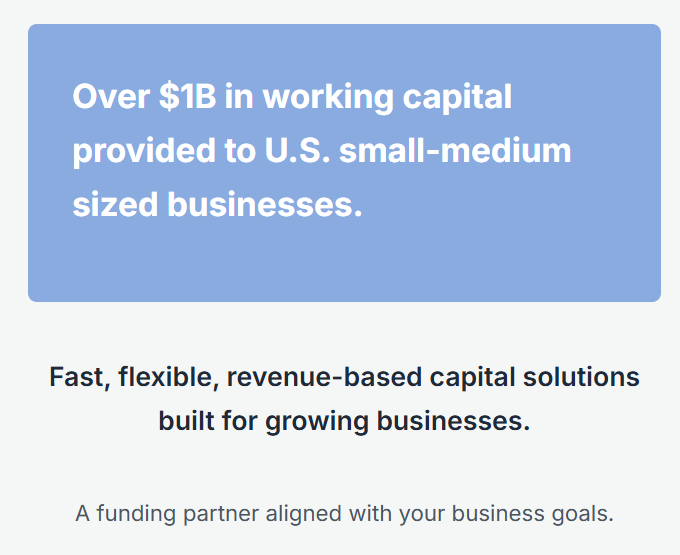 Over $1B in working capital
provided to U.S. small-medium
sized businesses.
Fast, flexible, revenue-based capital solutions
built for growing businesses.
A funding partner aligned with your business goals.